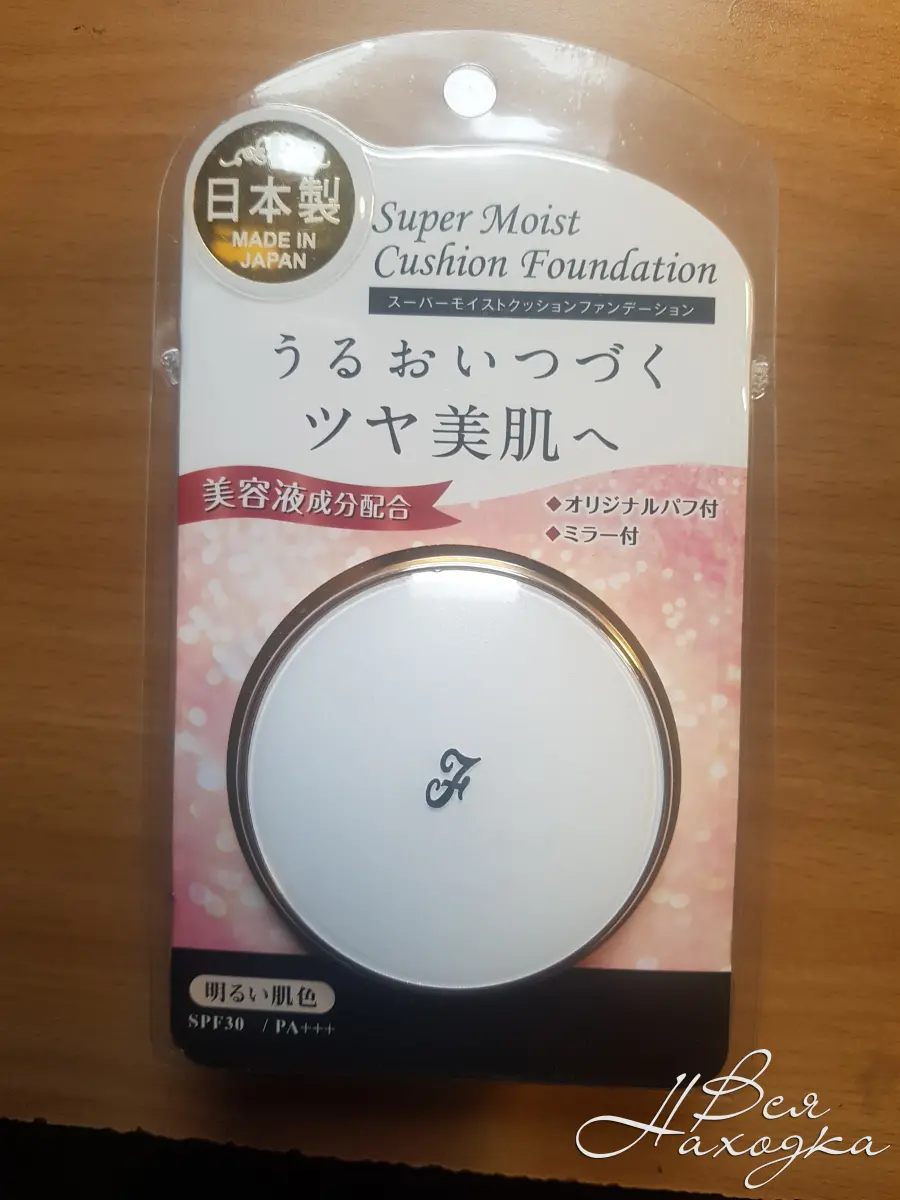 日本製
MADE IN
JAPAN
Super Moist
Cushion Foundation
スーパーモイストクッションファンデーション
うるおいつづく
ツヤ美肌へ
美容液成分配合
◆オリジナルパフ付
◆ミラー付
F
明るい肌色
SPF30 / PA+++
Вся
Находка